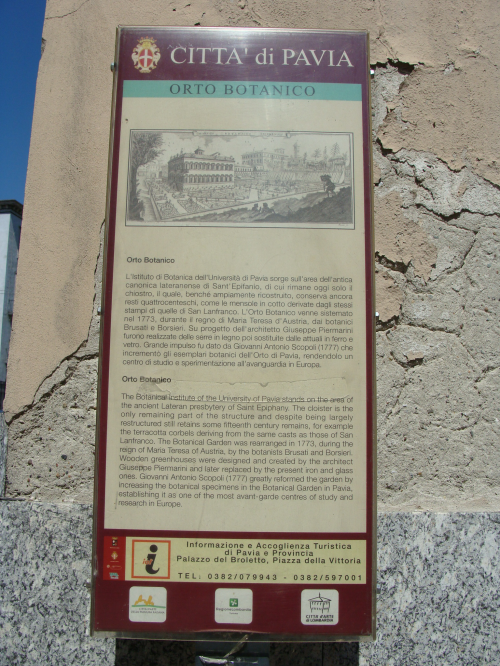 CITTA' di PAVIA
ORTO BOTANICO
Orto Botanico
L'istituto di Botanica dell'Università di Pavia sorge sull'area dell'antica
canonica lateranense di Sant'Epifanio, di cui rimane oggi solo il
chiostro, il quale, benché ampiamente ricostruito, conserva ancora
resti quattrocenteschi, come le mensole in cotto derivate dagli stessi
stampi di quelle di San Lanfranco. L'Orto Botanico venne sistemato
nel 1773, durante il regno di Maria Teresa d'Austria, dai botanici
Brusati e Borsieri. Su progetto dell'architetto Giuseppe Piermarini
furono realizzate delle serre in legno poi sostituite dalle attuali in ferro e
vetro. Grande impulso fu dato da Giovanni Antonio Scopoli (1777) che
incrementò gli esemplari botanici dell'Orto di Pavia, rendendolo un
centro di studio e sperimentazione all'avanguardia in Europa.
Orto Botanico
The Botanical Institute of the University of Pavia stands on the area of
the ancient Lateran presbytery of Saint Epiphany. The cloister is the
only remaining part of the structure and despite being largely
restructured still retains some fifteenth century remains, for example
the terracotta corbels deriving from the same casts as those of San
Lanfranco. The Botanical Garden was rearranged in 1773, during the
reign of Maria Teresa of Austria, by the botanists Brusati and Borsieri.
Wooden greenhouses were designed and created by the architect
Giuseppe Piermarini and later replaced by the present iron and glass
ones. Giovanni Antonio Scopoli (1777) greatly reformed the garden by
increasing the botanical specimens in the Botanical Garden in Pavia,
establishing it as one of the most avant-garde centres of study and
research in Europe.
Informazione e Accoglienza Turistica
di Pavia e Provincia
Palazzo del Broletto, Piazza della Vittoria
TEL: 0382/079943 - 0382/597001
CITTA' D'ARTE